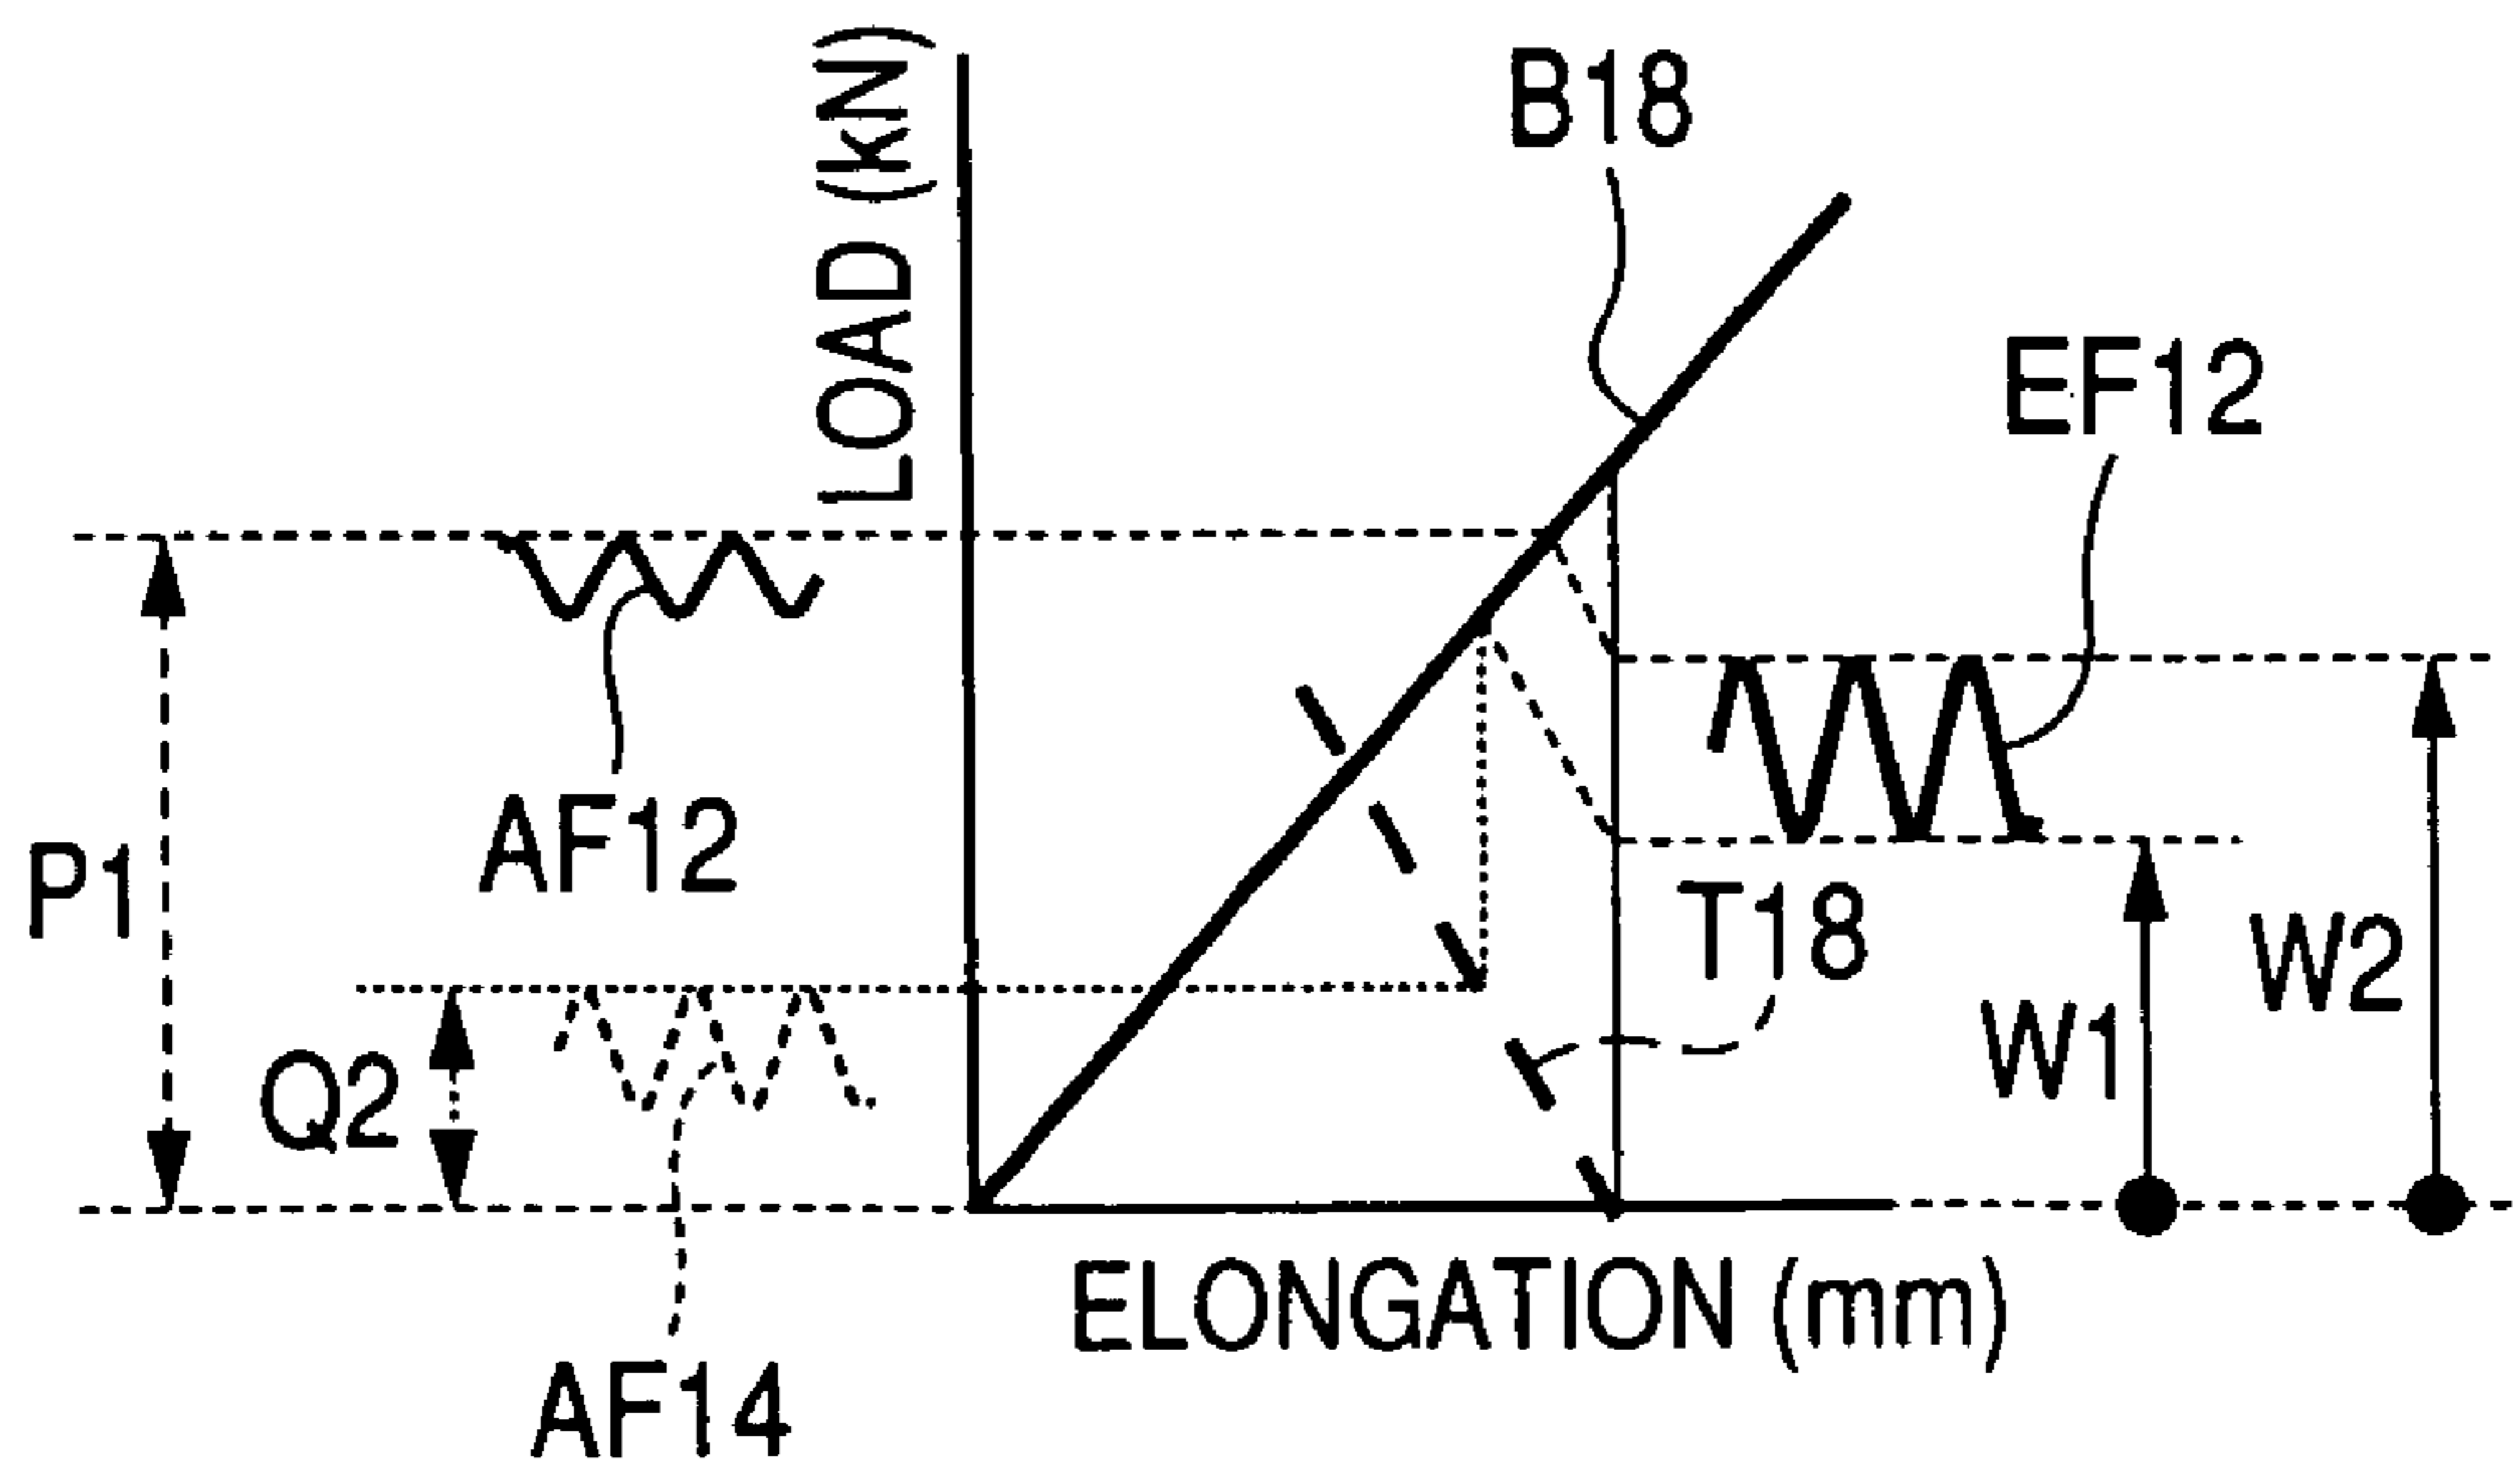 LOAD (kN)
B18
EF12
AF12
P1
T18
W2
W1
Q2
ELONGATION (mm)
AF14